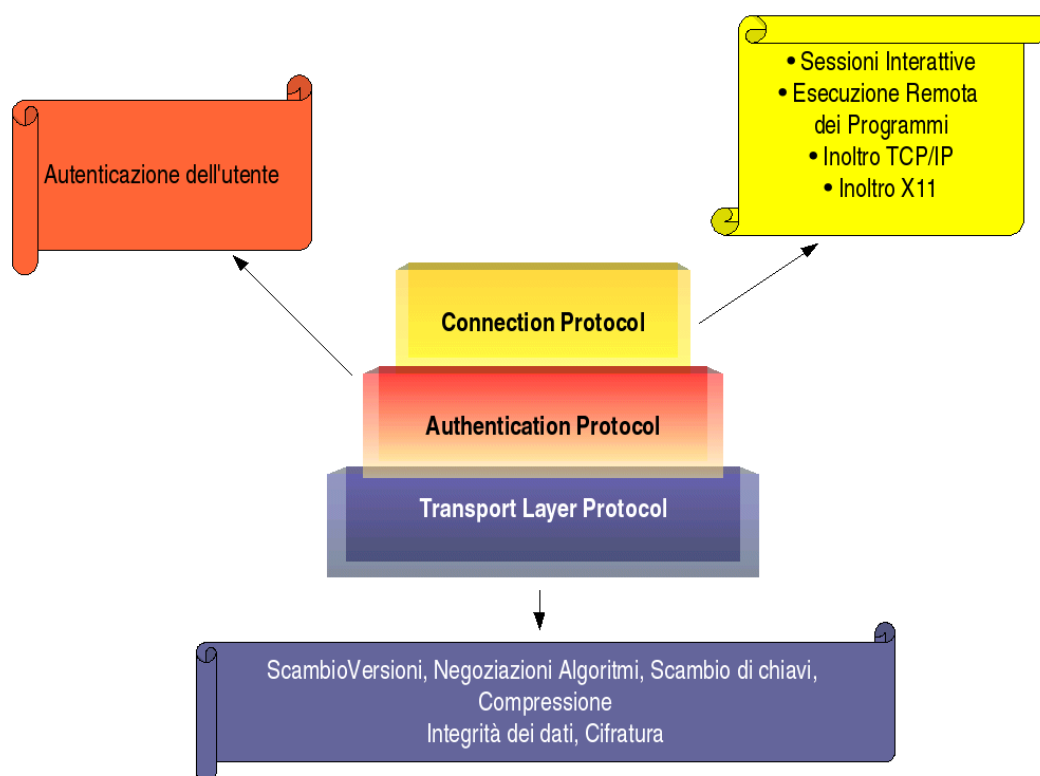 • Sessioni Interattive
• Esecuzione Remota
dei Programmi
• Inoltro TCP/IP
• Inoltro X11
Autenticazione dell'utente
Connection Protocol
Authentication Protocol
Transport Layer Protocol
ScambioVersioni, Negoziazioni Algoritmi, Scambio di chiavi,
Compressione
Integrità dei dati, Cifratura